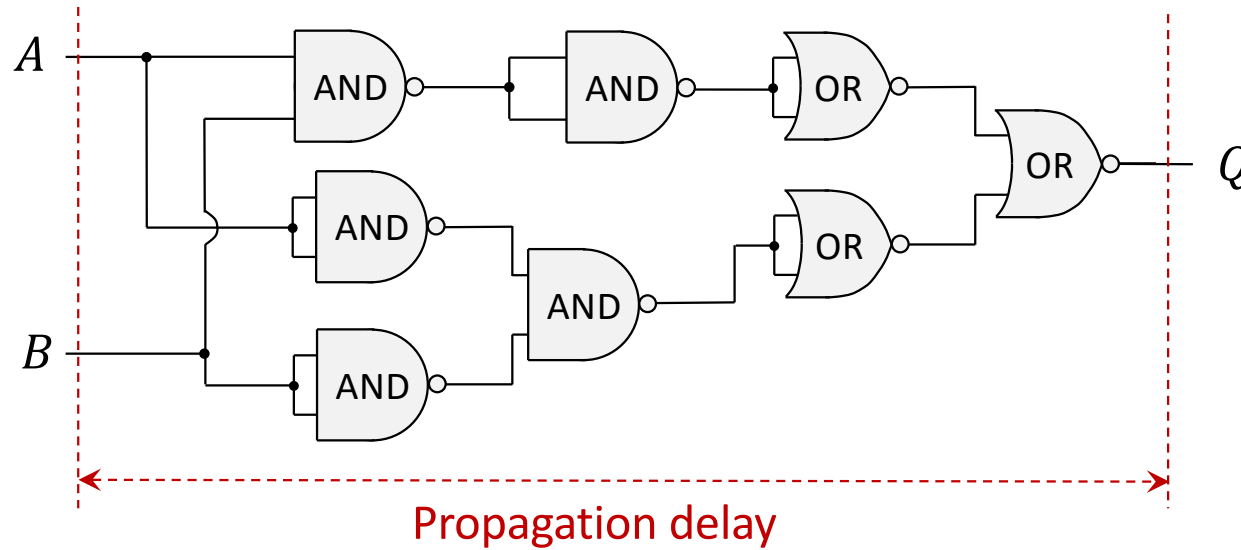 A
AND
AND
OR
OR
Q
AND
AND
OR
B
AND
Propagation delay